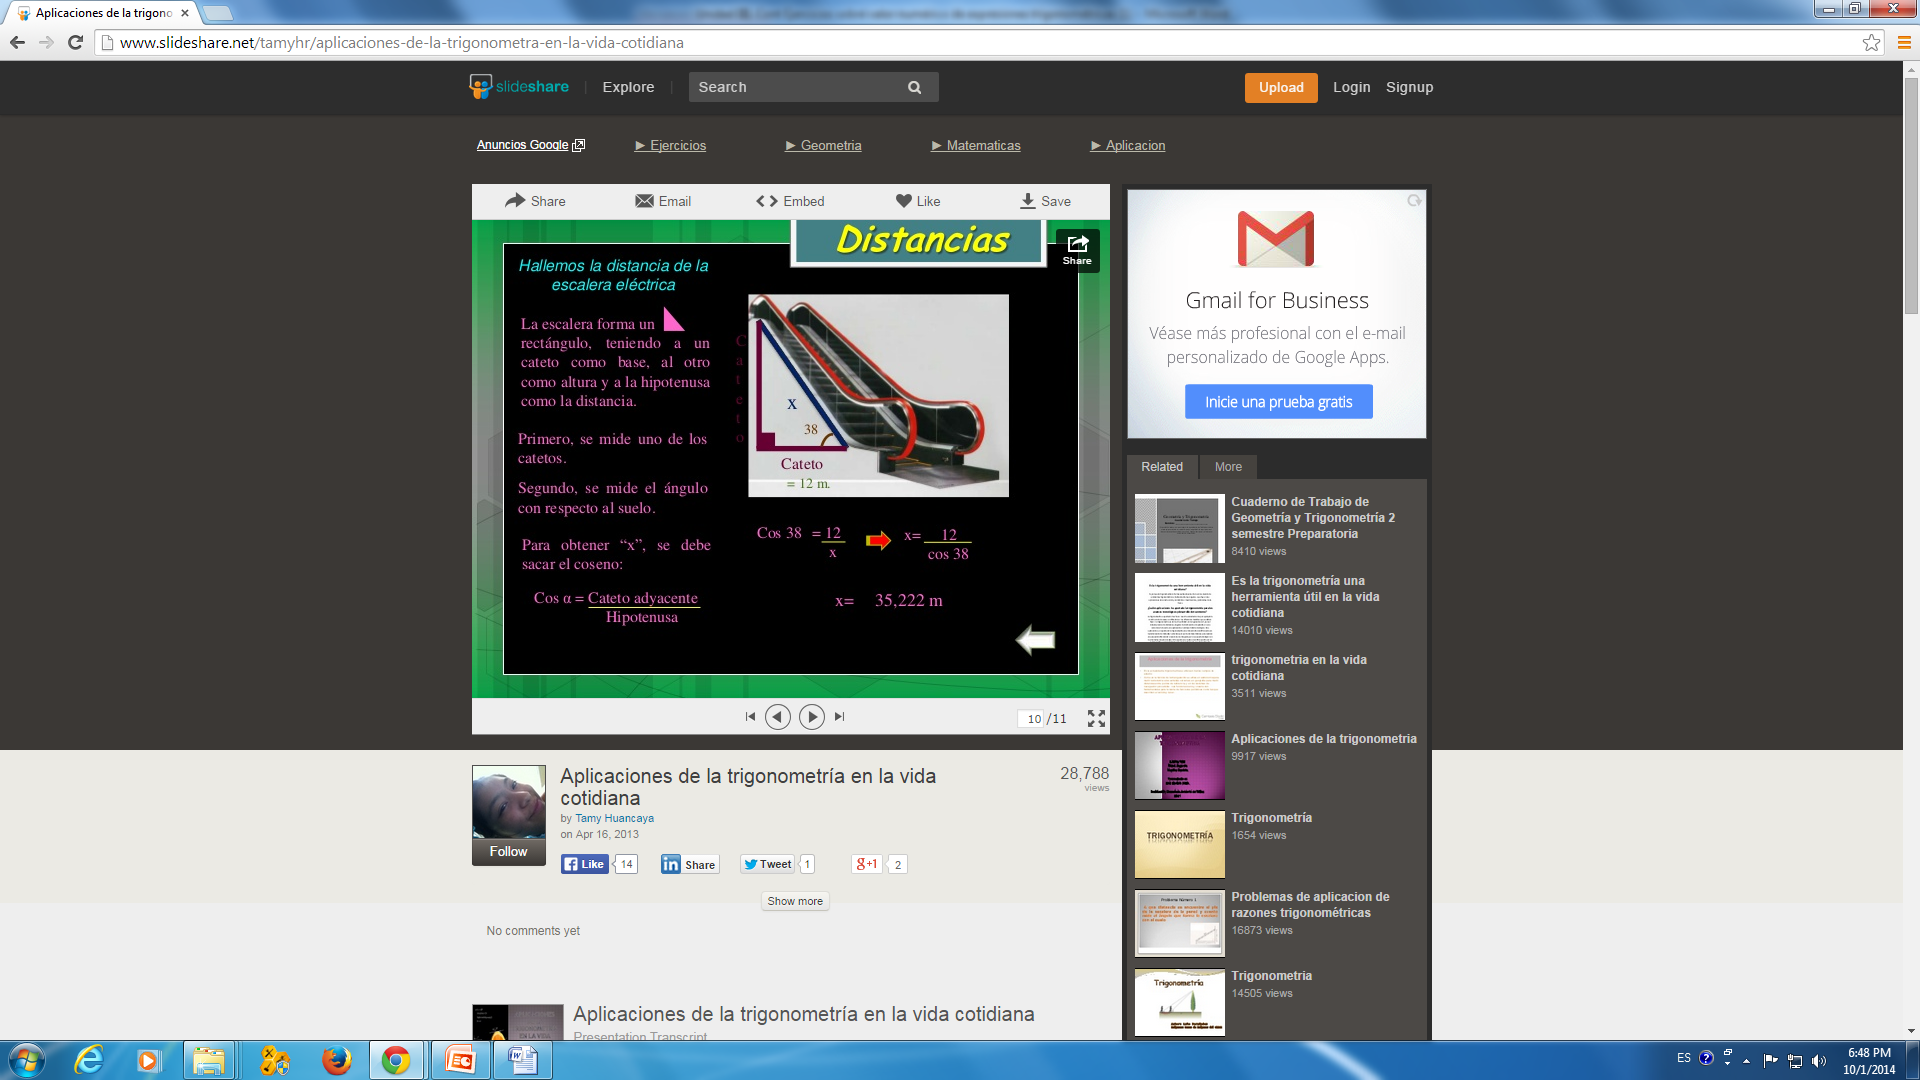 Aplicaciones de la trigono
www.slideshare.net/tamyhr/aplicaciones-de-la-trigonometra-en-la-vida-cotidiana
slideshare
Explore
Search
Upload
Login
Signup
Anuncios Google
► Ejercicios
► Geometria
► Matematicas
► Aplicacion
Share
Email
Embed
Like
Save
Distancias
Share
Hallemos la distancia de la
escalera eléctrica
La escalera forma un
rectángulo, teniendo a un
cateto como base, al otro
como altura y a la hipotenusa
como la distancia.
Primero, se mide uno de los
catetos.
Segundo, se mide el ángulo
con respecto al suelo.
Para obtener “x”, se debe
sacar el coseno:
Cos α = Cateto adyacente
Hipotenusa
Cateto
x
38
Cateto
= 12 m.
Cos 38 = 12
x
x= 12
cos 38
x= 35,222 m
10 /11
Gmail for Business
Véase más profesional con el e-mail
personalizado de Google Apps.
Inicie una prueba gratis
Related
More
Cuaderno de Trabajo de
Geometría y Trigonometría 2
semestre Preparatoria
8410 views
Es la trigonometría una
herramienta útil en la vida
cotidiana
14010 views
trigonometria en la vida
cotidiana
3511 views
Aplicaciones de la trigonometria
9917 views
TRIGONOMETRÍA
Trigonometría
1654 views
Problemas de aplicacion de
razones trigonométricas
16873 views
Trigonometría
Trigonometria
14505 views
Aplicaciones de la trigonometría en la vida
cotidiana
28,788
views
by Tamy Huancaya
on Apr 16, 2013
Follow
Like
14
Share
Tweet
1
g+1
2
Show more
No comments yet
Aplicaciones de la trigonometría en la vida cotidiana
Presentation Transcript
ES
6:48 PM
10/1/2014